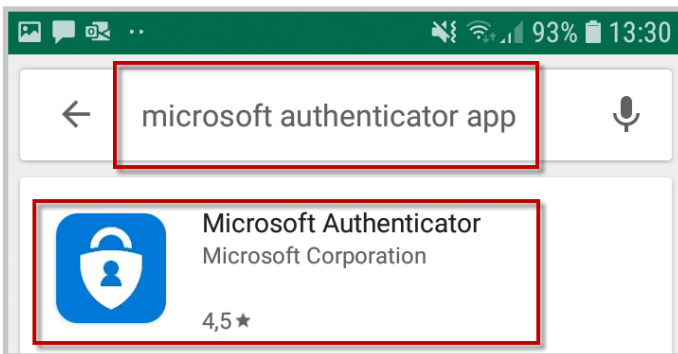 93% 13:30
microsoft authenticator app
Microsoft Authenticator
Microsoft Corporation
4,5★